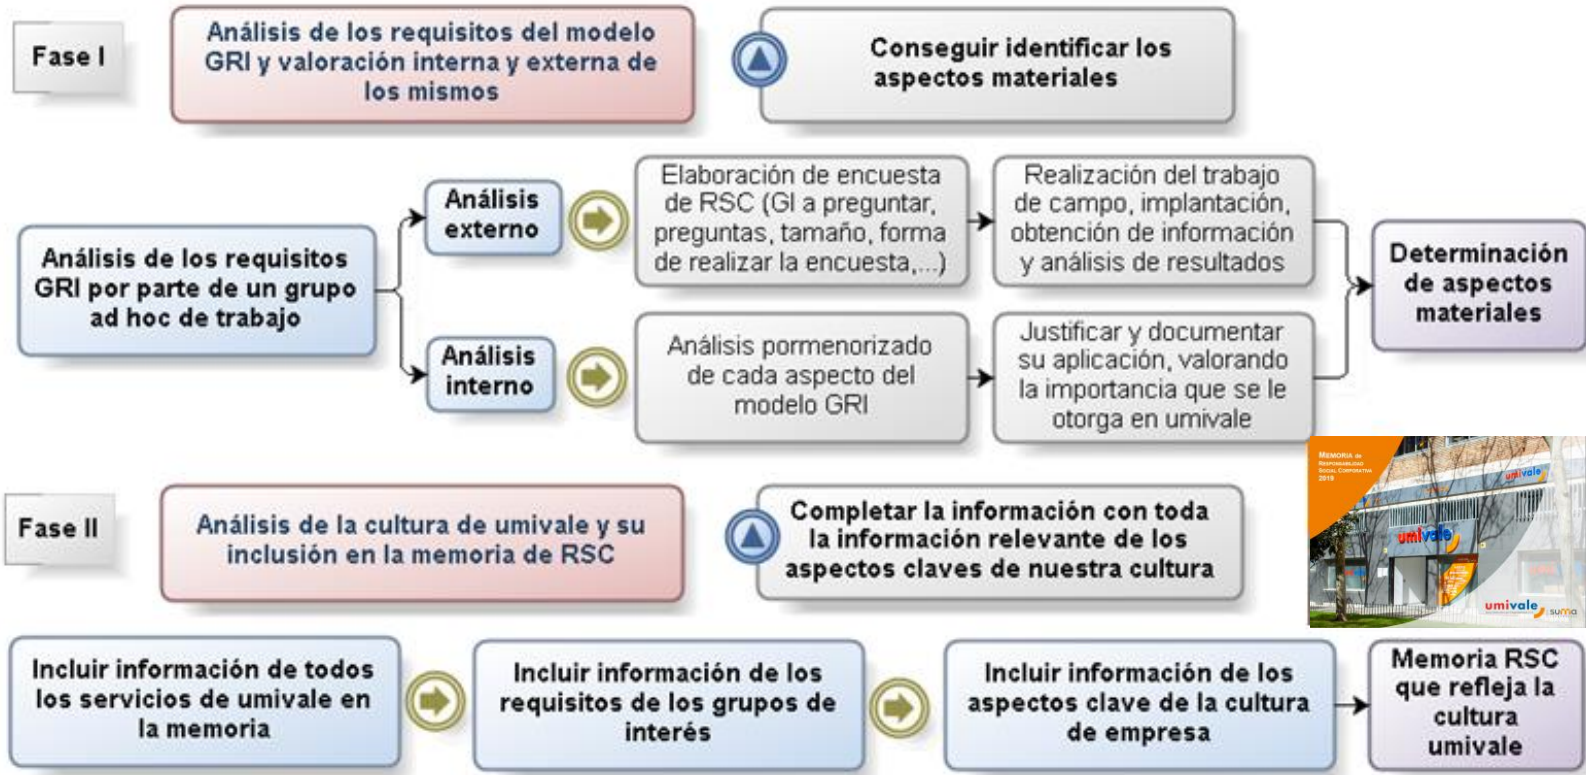 Fase I
Análisis de los requisitos del modelo
GRI y valoración interna y externa de
los mismos
Conseguir identificar los
aspectos materiales
Análisis de los requisitos
GRI por parte de un grupo
ad hoc de trabajo
Análisis
externo
Elaboración de encuesta
de RSC (GI a preguntar,
preguntas, tamaño, forma
de realizar la encuesta,...)
Realización del trabajo
de campo, implantación,
obtención de información
y análisis de resultados
Análisis
interno
Análisis pormenorizado
de cada aspecto del
modelo GRI
Justificar y documentar
su aplicación, valorando
la importancia que se le
otorga en umivale
Determinación
de aspectos
materiales
Fase II
Análisis de la cultura de umivale y su
inclusión en la memoria de RSC
Completar la información con toda
la información relevante de los
aspectos claves de nuestra cultura
MEMORIA de
RESPONSABILIDAD
SOCIAL CORPORATIVA
2019
umivale
umivale
umivale suma
Incluir información de todos
los servicios de umivale en
la memoria
Incluir información de los
requisitos de los grupos de
interés
Incluir información de los
aspectos clave de la cultura
de empresa
Memoria RSC
que refleja la
cultura
umivale